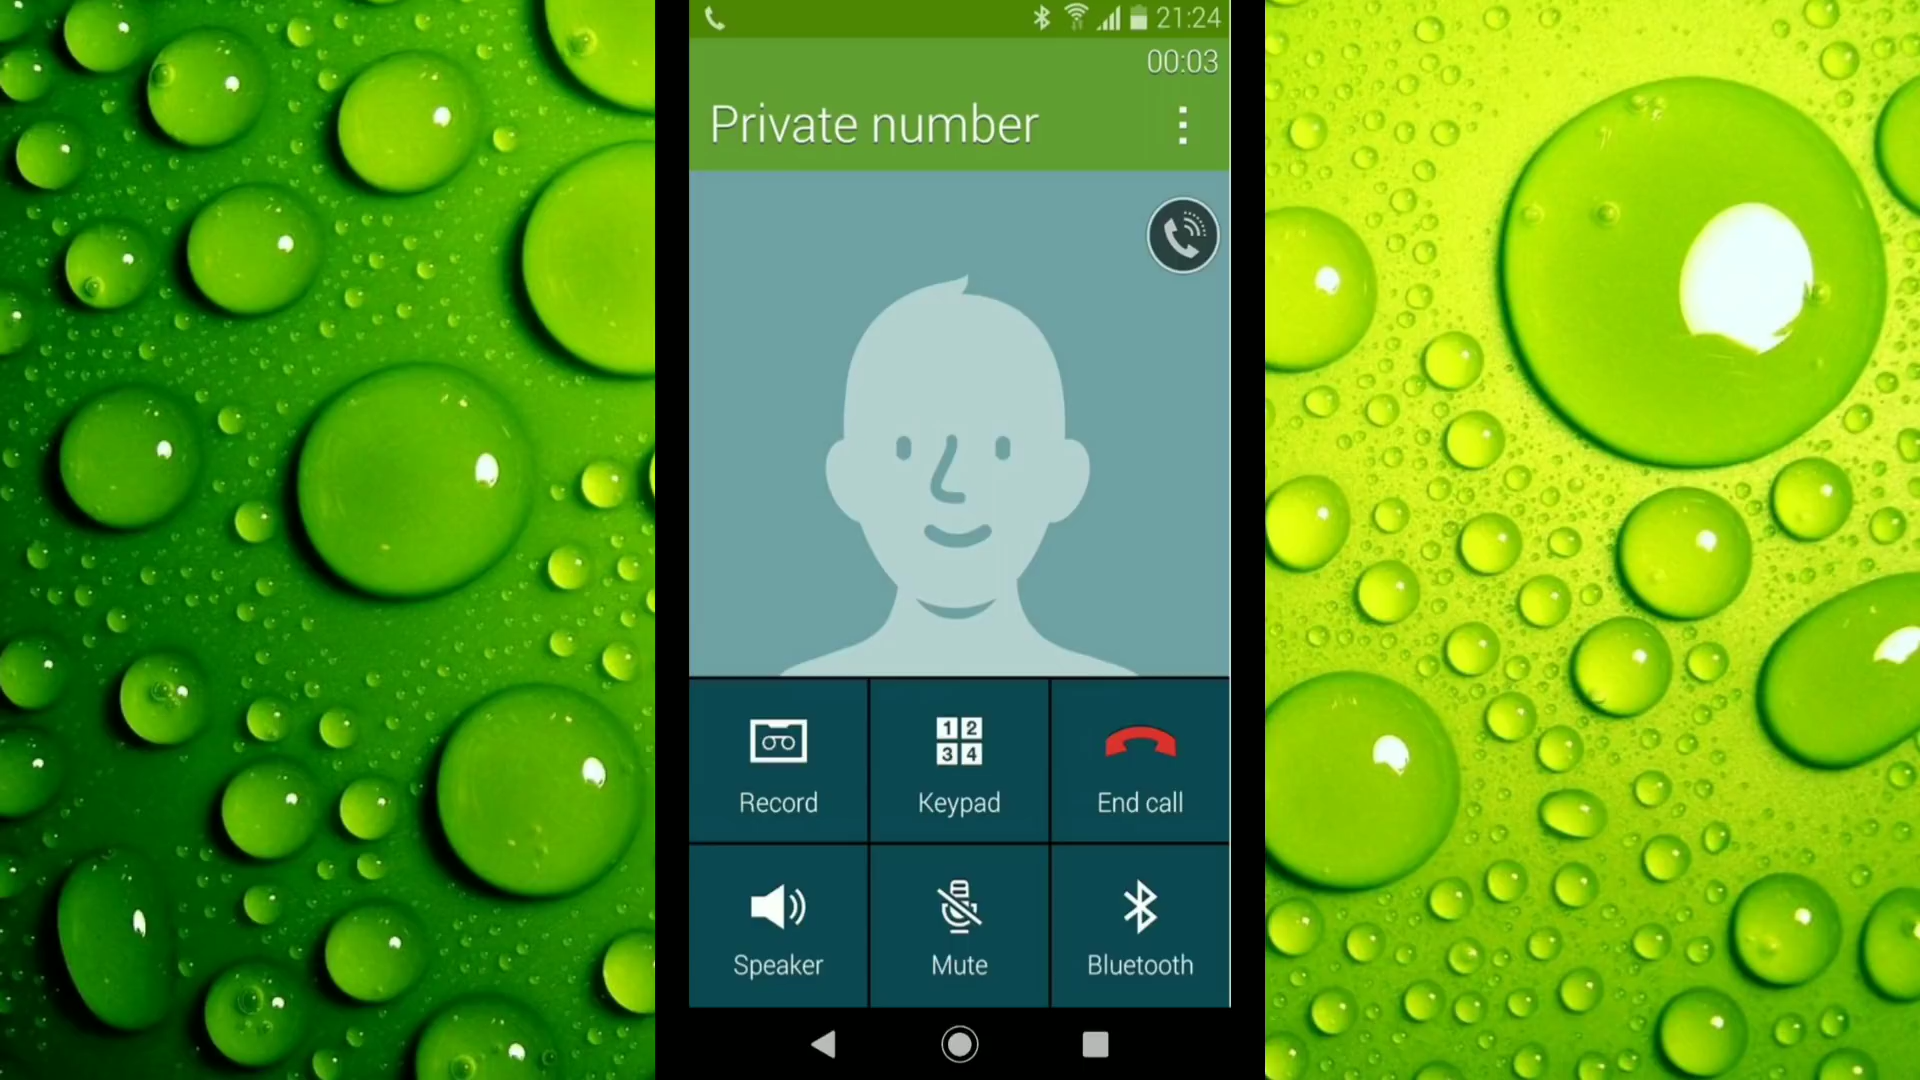 21:24
00:03
Private number
1 2
3 4
Record
Keypad
End call
Speaker
Mute
Bluetooth